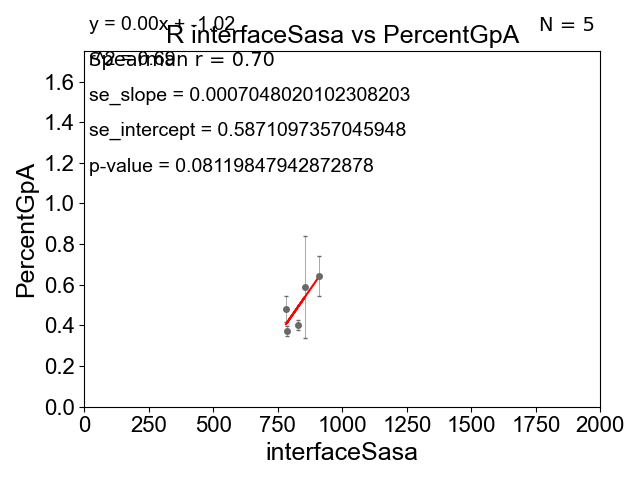 y = 0.00x + -1.02
N = 5
R interfaceSasa vs PercentGpA
Spearman r = 0.70
se_slope = 0.0007048020102308203
se_intercept = 0.5871097357045948
p-value = 0.08119847942872878
PercentGpA
1.6
1.4
1.2
1.0
0.8
0.6
0.4
0.2
0.0
0 250 500 750 1000 1250 1500 1750 2000
interfaceSasa